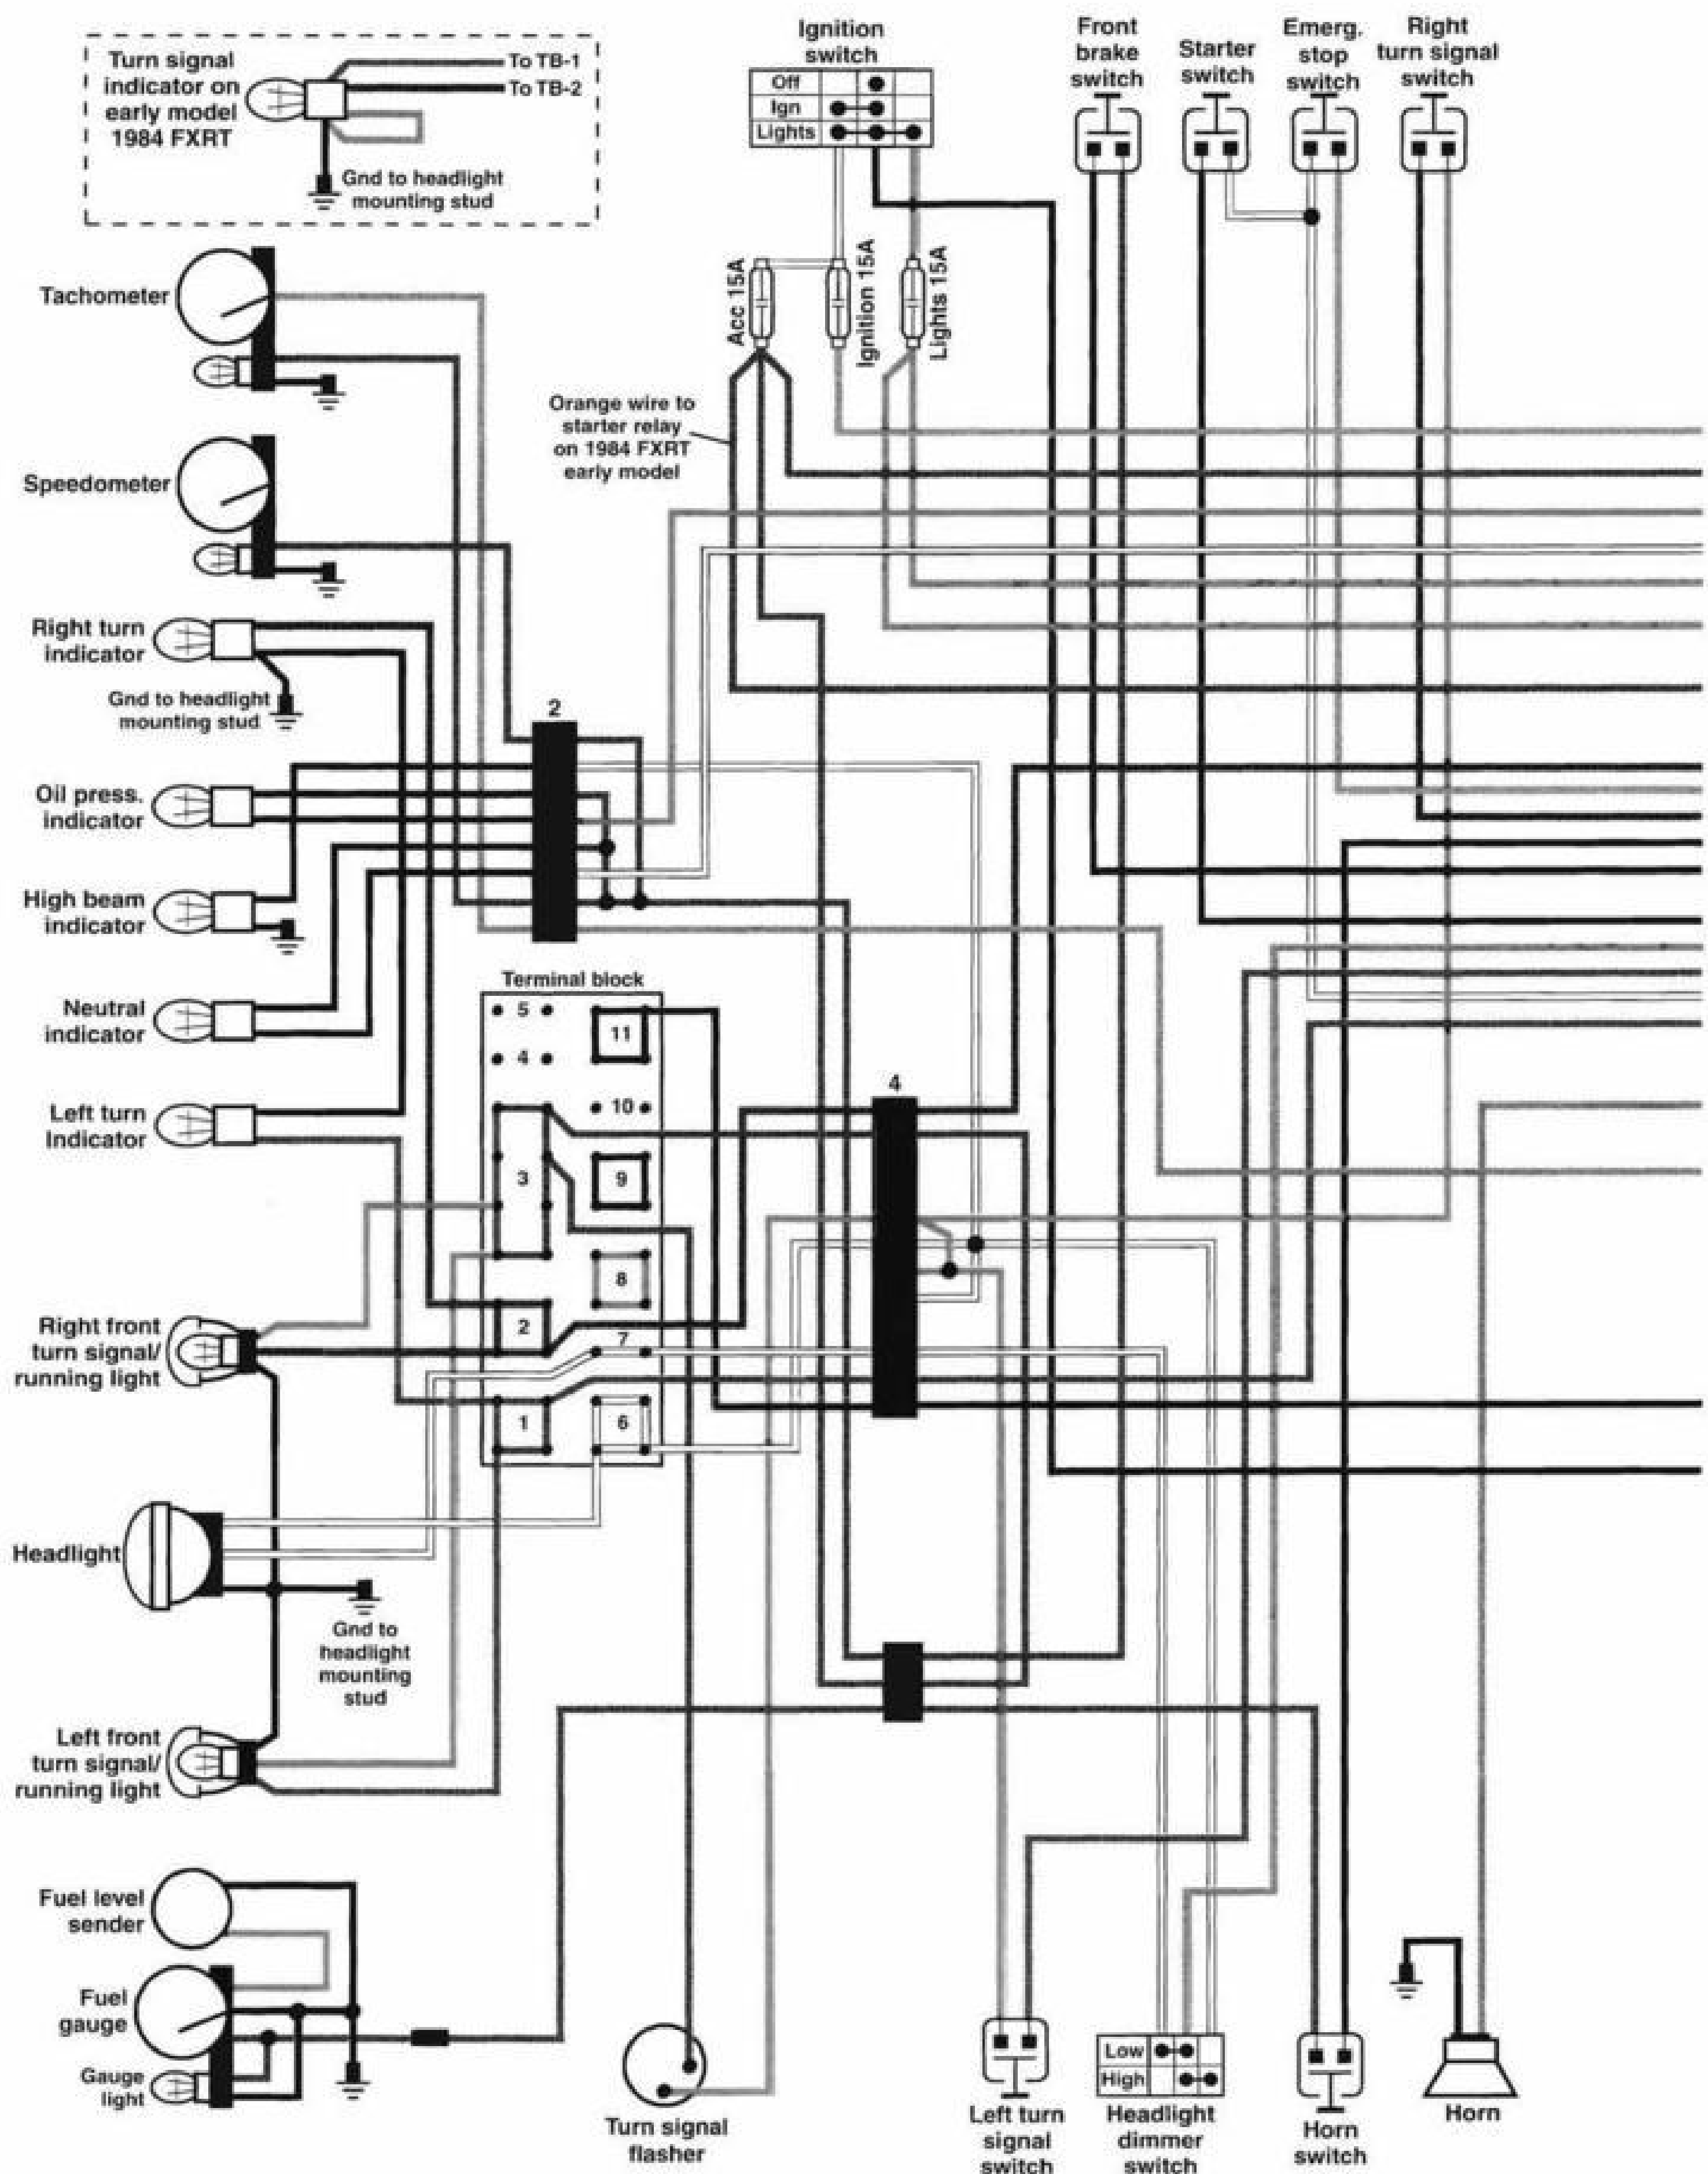 Turn signal
indicator on
early model
1984 FXRT
To TB-1
To TB-2
Gnd to headlight
mounting stud
Ignition
switch
Off
Ign
Lights
Front
brake
switch
Starter
switch
Emerg.
stop
switch
Right
turn signal
switch
Tachometer
Acc 15A
Ignition 15A
Lights 15A
Orange wire to
starter relay
on 1984 FXRT
early model
Speedometer
Right turn
indicator
Gnd to headlight
mounting stud
2
Oil press.
indicator
High beam
indicator
Neutral
indicator
Left turn
Indicator
Terminal block
5
11
4
10
3
9
8
2
7
1
6
4
Right front
turn signal/
running light
Headlight
Gnd to
headlight
mounting
stud
Left front
turn signal/
running light
Fuel level
sender
Fuel
gauge
Gauge
light
Turn signal
flasher
Left turn
signal
switch
Low
High
Headlight
dimmer
switch
Horn
switch
Horn